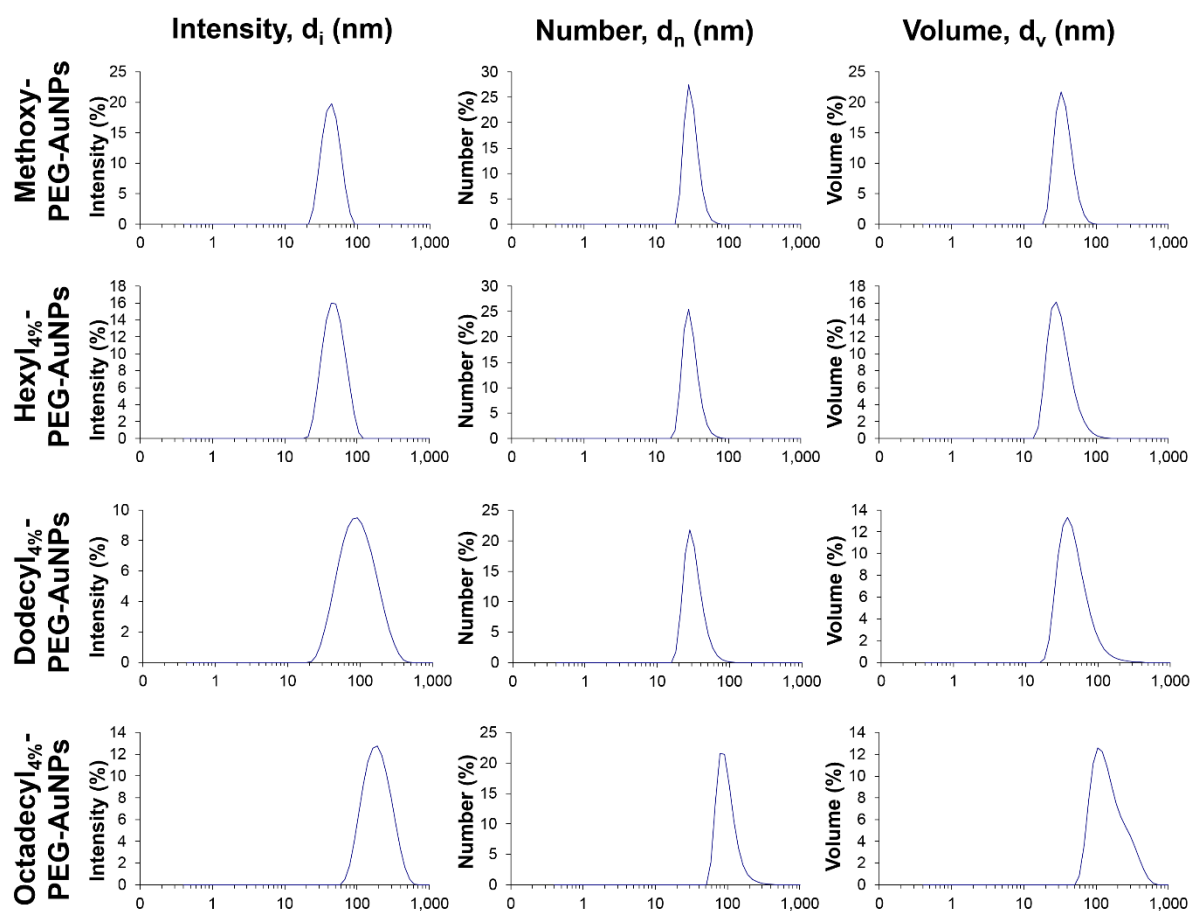 Intensity, di (nm)
Number, dn (nm)
Volume, dv (nm)
Methoxy-
PEG-AuNPs
Intensity (%)
25
20
15
10
5
0
0 1 10 100 1,000
Number (%)
30
25
20
15
10
5
0
0 1 10 100 1,000
Volume (%)
25
20
15
10
5
0
0 1 10 100 1,000
Hexyl4%-
PEG-AuNPs
Intensity (%)
18
16
14
12
10
8
6
4
2
0
0 1 10 100 1,000
Number (%)
30
25
20
15
10
5
0
0 1 10 100 1,000
Volume (%)
18
16
14
12
10
8
6
4
2
0
0 1 10 100 1,000
Dodecyl4%-
PEG-AuNPs
Intensity (%)
10
8
6
4
2
0
0 1 10 100 1,000
Number (%)
25
20
15
10
5
0
0 1 10 100 1,000
Volume (%)
14
12
10
8
6
4
2
0
0 1 10 100 1,000
Octadecyl4%-
PEG-AuNPs
Intensity (%)
14
12
10
8
6
4
2
0
0 1 10 100 1,000
Number (%)
25
20
15
10
5
0
0 1 10 100 1,000
Volume (%)
14
12
10
8
6
4
2
0
0 1 10 100 1,000